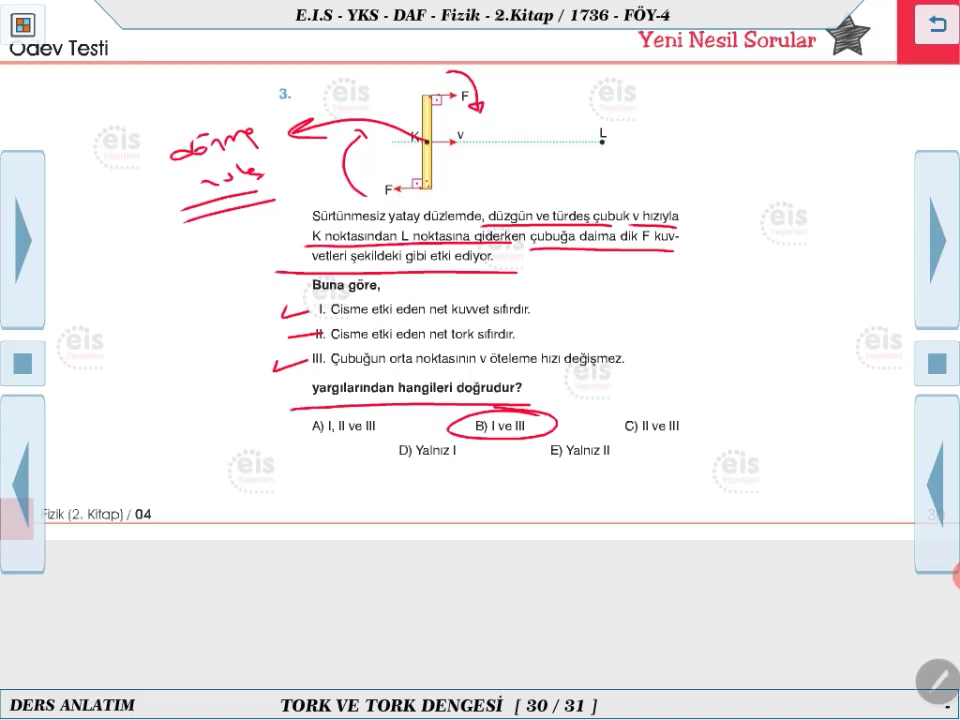 E.I.S - YKS - DAF - Fizik - 2.Kitap / 1736 - FÖY-4
Ödev Testi
Yeni Nesil Sorular
3.
F
K
v
L
F
dönme
Sürtünmesiz yatay düzlemde, düzgün ve türdeş çubuk v hızıyla
K noktasından L noktasına giderken çubuğa daima dik F kuv-
vetleri şekildeki gibi etki ediyor.
Buna göre,
I. Cisme etki eden net kuvvet sıfırdır.
II. Cisme etki eden net tork sıfırdır.
III. Çubuğun orta noktasının v öteleme hızı değişmez.
yargılarından hangileri doğrudur?
A) I, II ve III B) I ve III C) II ve III
D) Yalnız I E) Yalnız II
eis
Yayınları
Fizik (2. Kitap) / 04
DERS ANLATIM TORK VE TORK DENGESİ [ 30 / 31 ] -